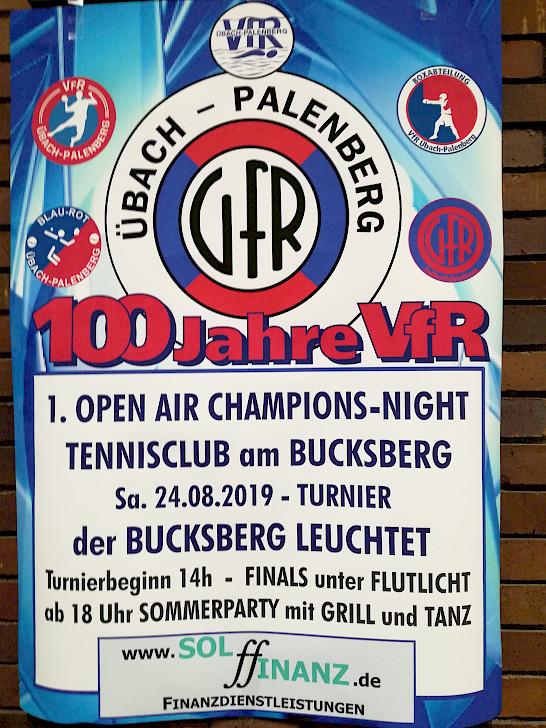 VfR
ÜBACH-PALENBERG
VFR
ÜBACH-PALENBERG
BOXABTEILUNG
VfR Übach-Palenberg
ÜBACH – PALENBERG
VfR
BLAU-ROT
ÜBACH-PALENBERG
VfR
100 Jahre VfR
1. OPEN AIR CHAMPIONS-NIGHT
TENNISCLUB am BUCKSBERG
Sa. 24.08.2019 - TURNIER
der BUCKSBERG LEUCHTET
Turnierbeginn 14h - FINALS unter FLUTLICHT
ab 18 Uhr SOMMERPARTY mit GRILL und TANZ
www.SOLffINANZ.de
FINANZDIENSTLEISTUNGEN